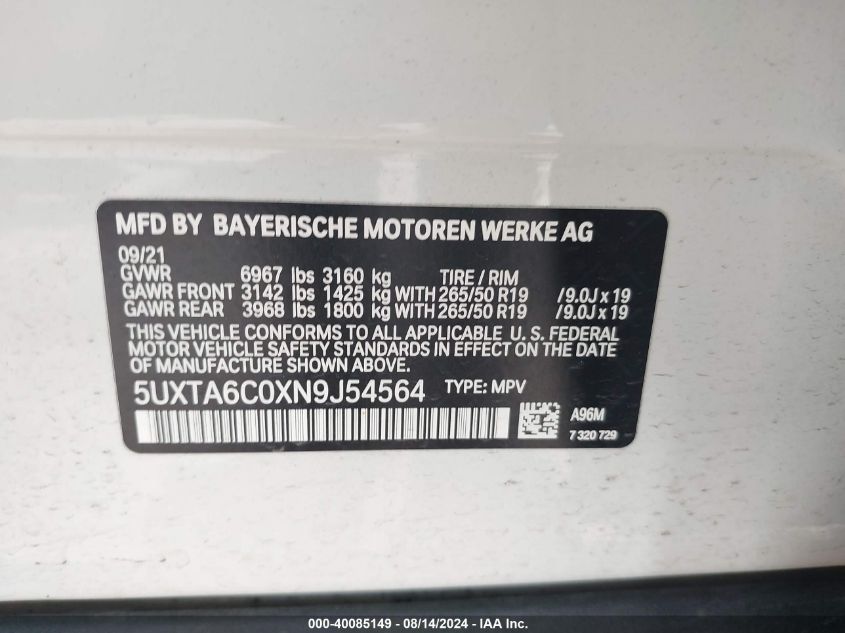 MFD BY BAYERISCHE MOTOREN WERKE AG
09/21
GVWR 6967 lbs 3160 kg TIRE / RIM
GAWR FRONT 3142 lbs 1425 kg WITH 265/50 R19 / 9.0J x 19
GAWR REAR 3968 lbs 1800 kg WITH 265/50 R19 / 9.0J x 19
THIS VEHICLE CONFORMS TO ALL APPLICABLE U. S. FEDERAL
MOTOR VEHICLE SAFETY STANDARDS IN EFFECT ON THE DATE
OF MANUFACTURE SHOWN ABOVE.
5UXTA6C0XN9J54564 TYPE: MPV
A96M
7 320 729
000-40085149 - 08/14/2024 - IAA Inc.